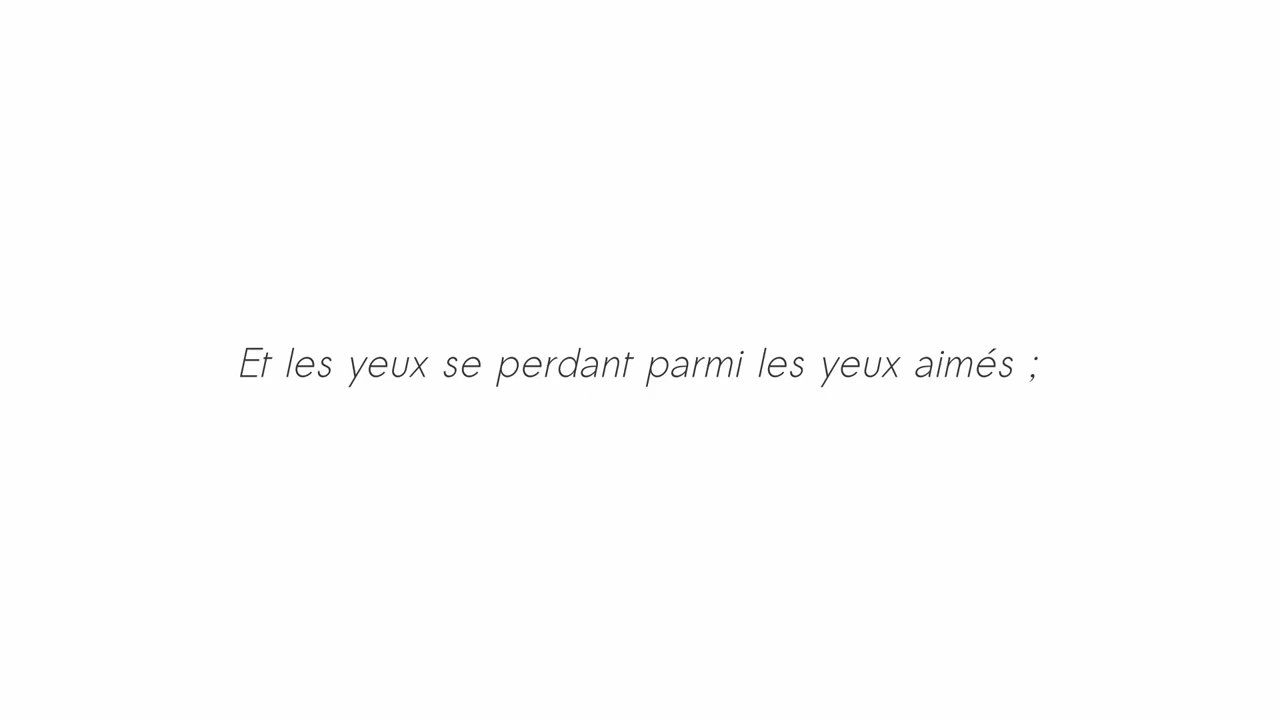 Et les yeux se perdant parmi les yeux aimés ;